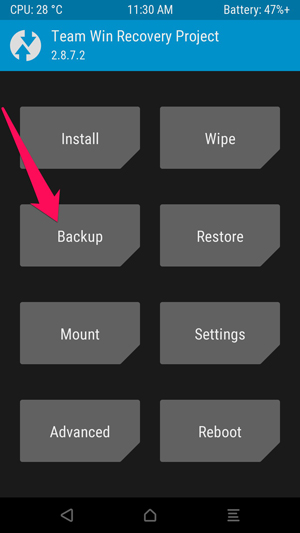 CPU: 28 °C 11:30 AM Battery: 47%+
Team Win Recovery Project
2.8.7.2
Install Wipe
Backup Restore
Mount Settings
Advanced Reboot